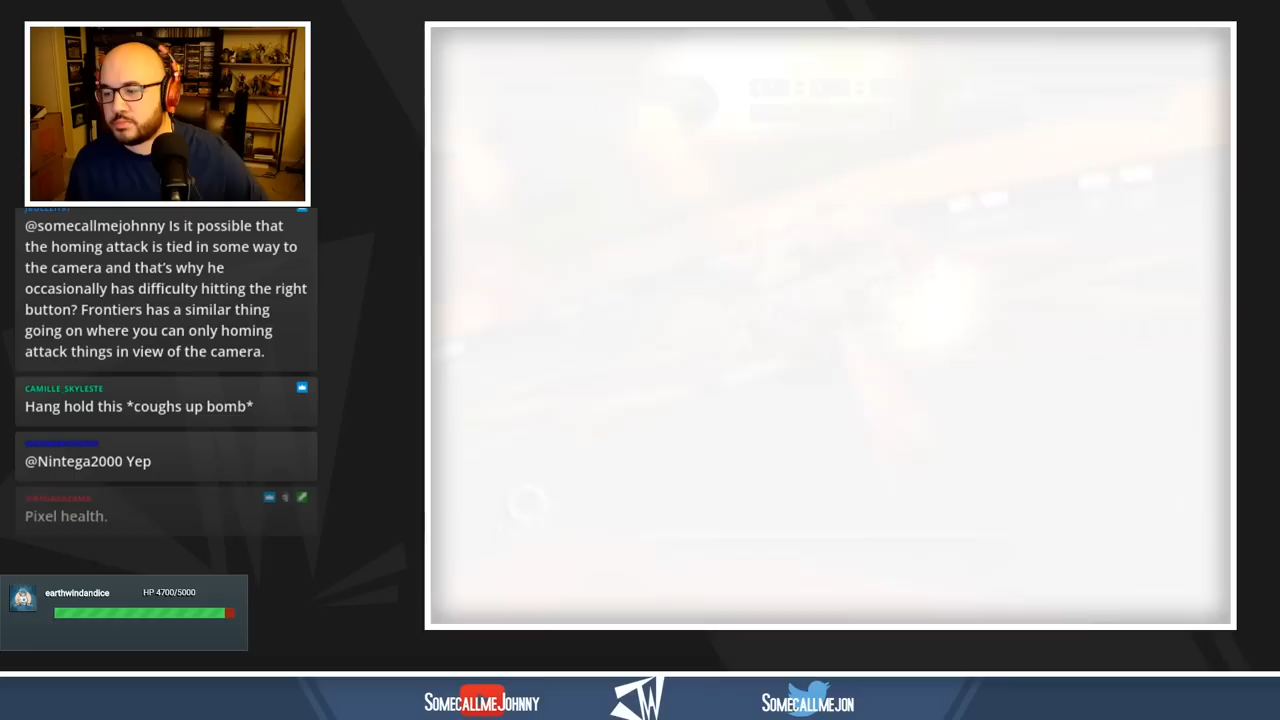 @somecallmejohnny Is it possible that
the homing attack is tied in some way to
the camera and that's why he
occasionally has difficulty hitting the right
button? Frontiers has a similar thing
going on where you can only homing
attack things in view of the camera.
CAMILLE_SKYLESTE
Hang hold this *coughs up bomb*
@Nintega2000 Yep
Pixel health.
earthwindandice HP 4700/5000
SOMECALLMEJOHNNY
SOMECALLMEJON